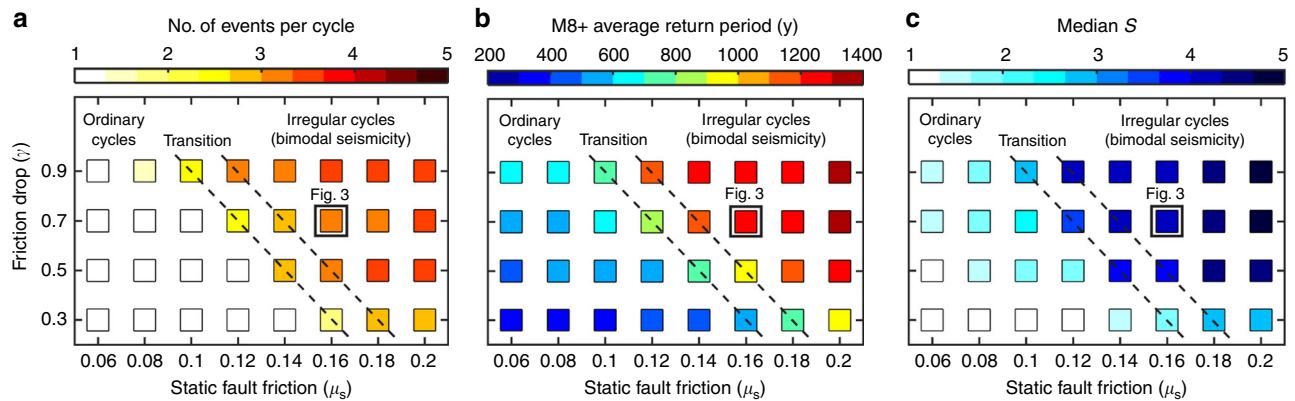 a
No. of events per cycle
1 2 3 4 5
Ordinary cycles
Transition
Irregular cycles (bimodal seismicity)
Fig. 3
Friction drop (γ)
0.9
0.7
0.5
0.3
0.06 0.08 0.1 0.12 0.14 0.16 0.18 0.2
Static fault friction (μs)
b
M8+ average return period (y)
200 400 600 800 1000 1200 1400
Ordinary cycles
Transition
Irregular cycles (bimodal seismicity)
Fig. 3
0.06 0.08 0.1 0.12 0.14 0.16 0.18 0.2
Static fault friction (μs)
c
Median S
1 2 3 4 5
Ordinary cycles
Transition
Irregular cycles (bimodal seismicity)
Fig. 3
0.06 0.08 0.1 0.12 0.14 0.16 0.18 0.2
Static fault friction (μs)